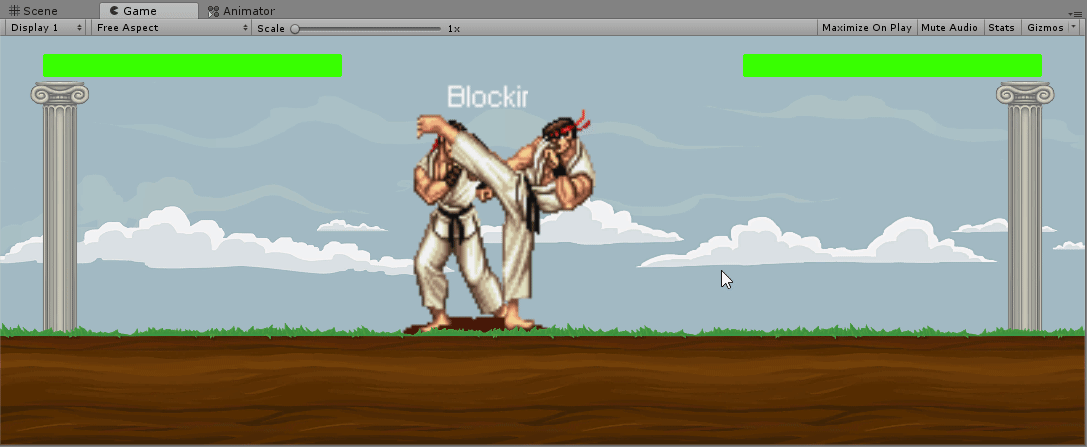 Scene Game Animator
Display 1 Free Aspect Scale 1x Maximize On Play Mute Audio Stats Gizmos
Blockir